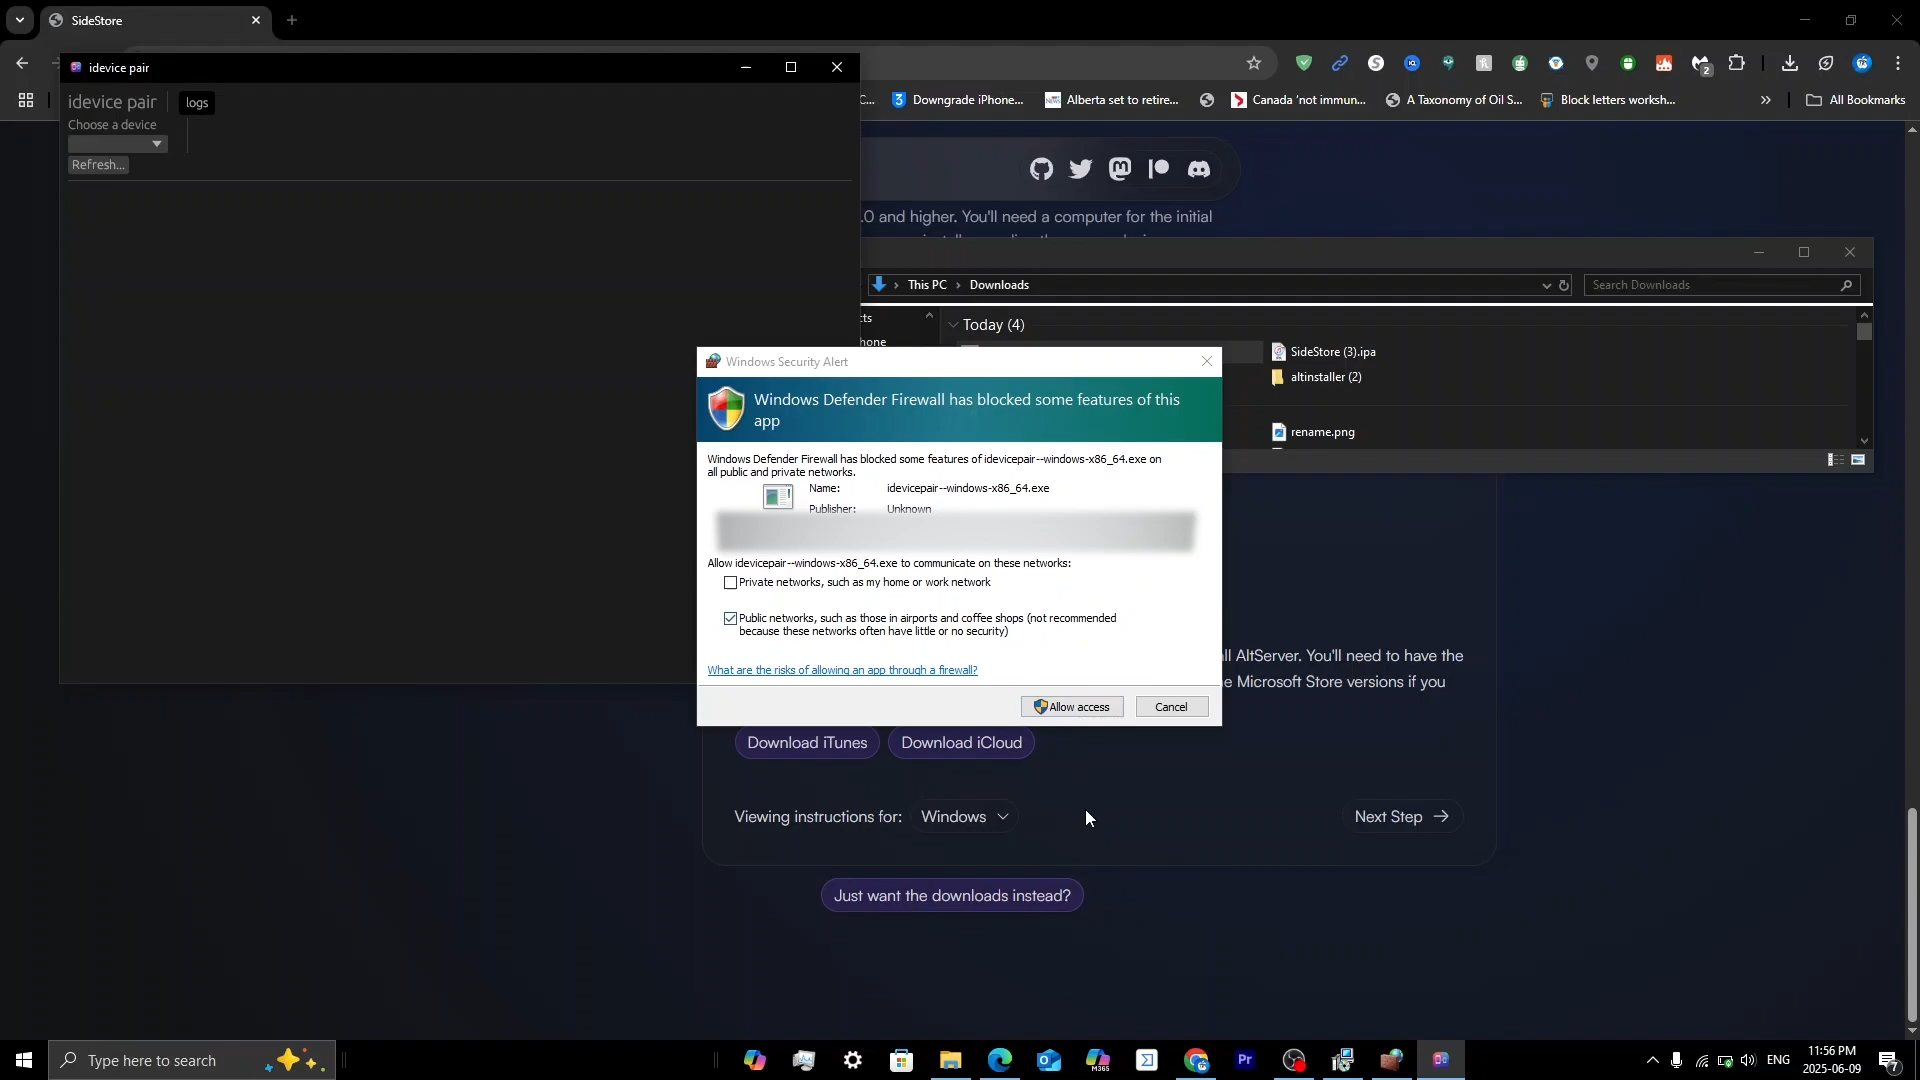 SideStore
idevice pair
C...
Downgrade iPhone...
Alberta set to retire...
Canada 'not immun...
A Taxonomy of Oil S...
Block letters worksh...
All Bookmarks
2
idevice pair
logs
Choose a device
Refresh...
.0 and higher. You'll need a computer for the initial
This PC
Downloads
Search Downloads
cts
hone
Today (4)
SideStore (3).ipa
altinstaller (2)
rename.png
Windows Security Alert
Windows Defender Firewall has blocked some features of this
app
Windows Defender Firewall has blocked some features of idevicepair--windows-x86_64.exe on
all public and private networks.
Name: idevicepair--windows-x86_64.exe
Publisher: Unknown
Allow idevicepair--windows-x86_64.exe to communicate on these networks:
Private networks, such as my home or work network
Public networks, such as those in airports and coffee shops (not recommended
because these networks often have little or no security)
What are the risks of allowing an app through a firewall?
Allow access
Cancel
ll AltServer. You'll need to have the
e Microsoft Store versions if you
Download iTunes
Download iCloud
Viewing instructions for:
Windows
Next Step
Just want the downloads instead?
Type here to search
M365
Pr
ENG
11:56 PM
2025-06-09
7